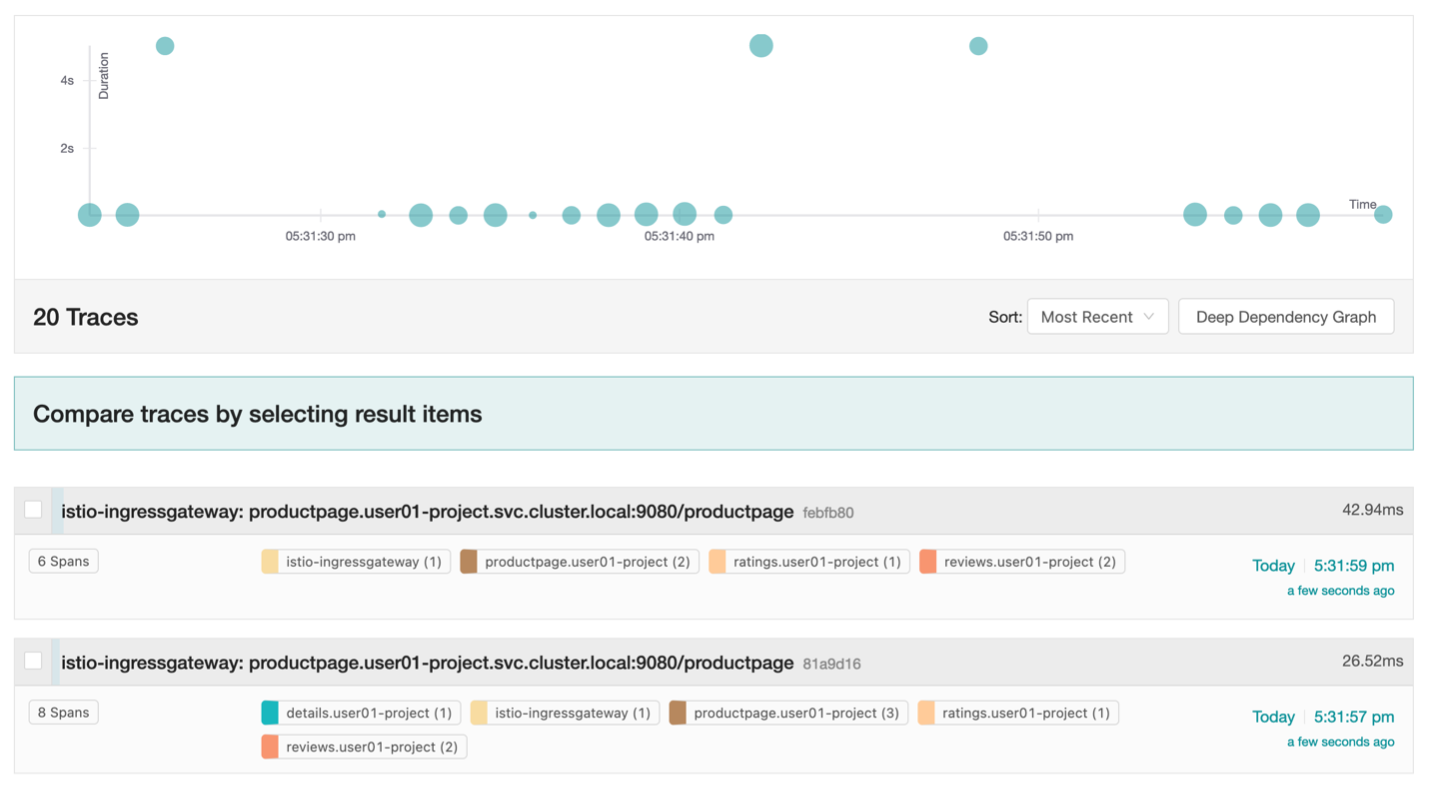 Duration
4s
2s
Time
05:31:30 pm 05:31:40 pm 05:31:50 pm
20 Traces Sort: Most Recent Deep Dependency Graph
Compare traces by selecting result items
istio-ingressgateway: productpage.user01-project.svc.cluster.local:9080/productpage febfb80 42.94ms
6 Spans istio-ingressgateway (1) productpage.user01-project (2) ratings.user01-project (1) reviews.user01-project (2) Today 5:31:59 pm
a few seconds ago
istio-ingressgateway: productpage.user01-project.svc.cluster.local:9080/productpage 81a9d16 26.52ms
8 Spans details.user01-project (1) istio-ingressgateway (1) productpage.user01-project (3) ratings.user01-project (1) Today 5:31:57 pm
reviews.user01-project (2) a few seconds ago